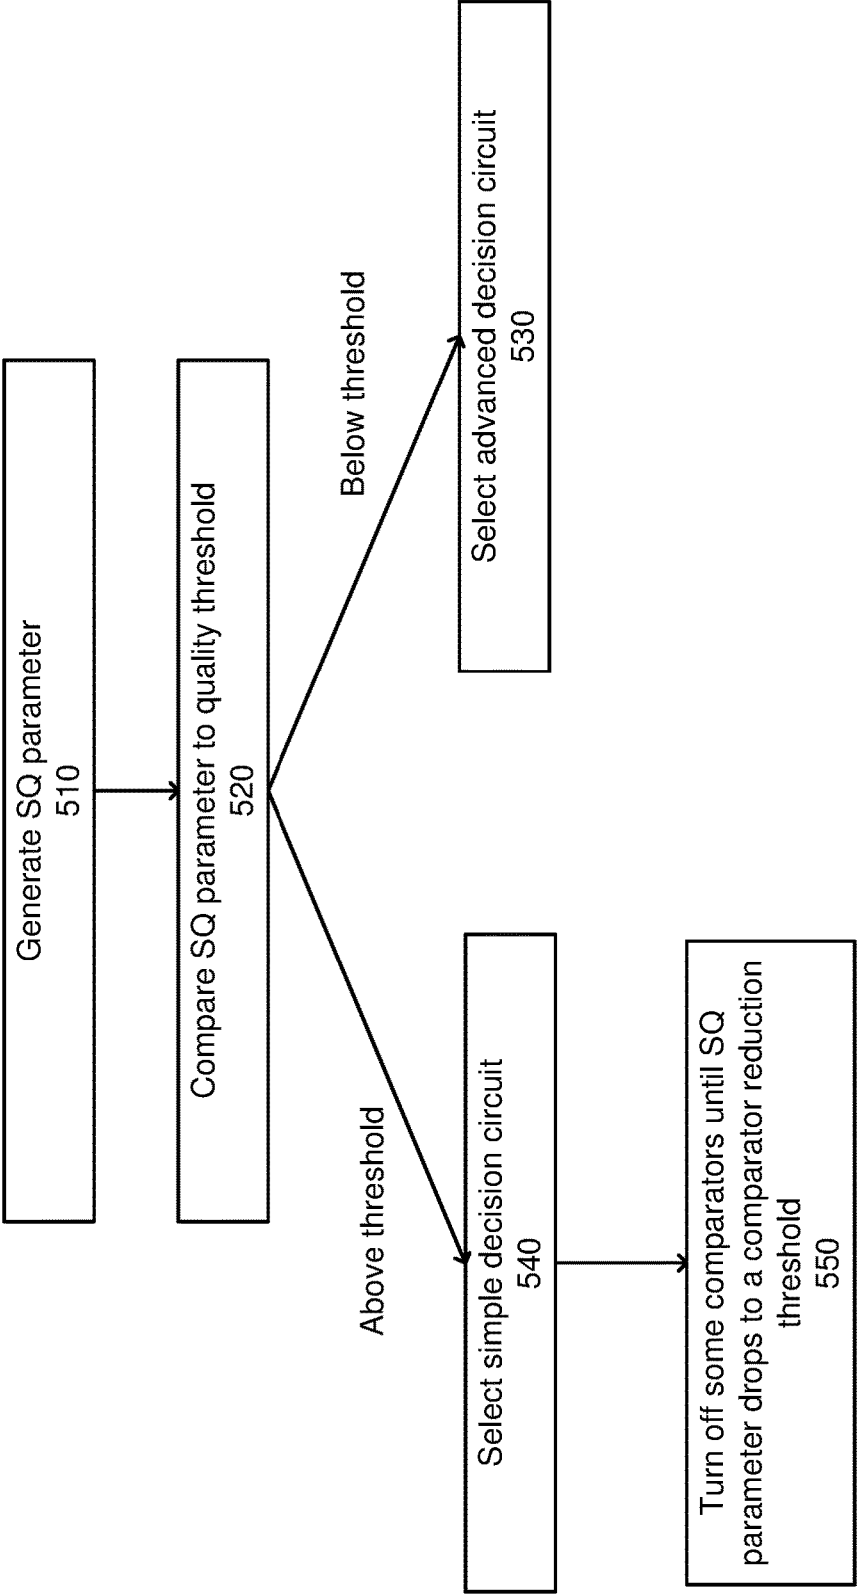 Generate SQ parameter
510
Compare SQ parameter to quality threshold
520
Above threshold
Below threshold
Select simple decision circuit
540
Select advanced decision circuit
530
Turn off some comparators until SQ
parameter drops to a comparator reduction
threshold
550